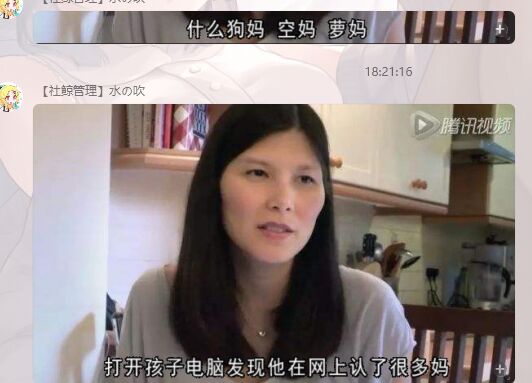 【社鲸管理】水の吹
什么狗妈 空妈 萝妈
18:21:16
【社鲸管理】水の吹
腾讯视频
打开孩子电脑发现他在网上认了很多妈